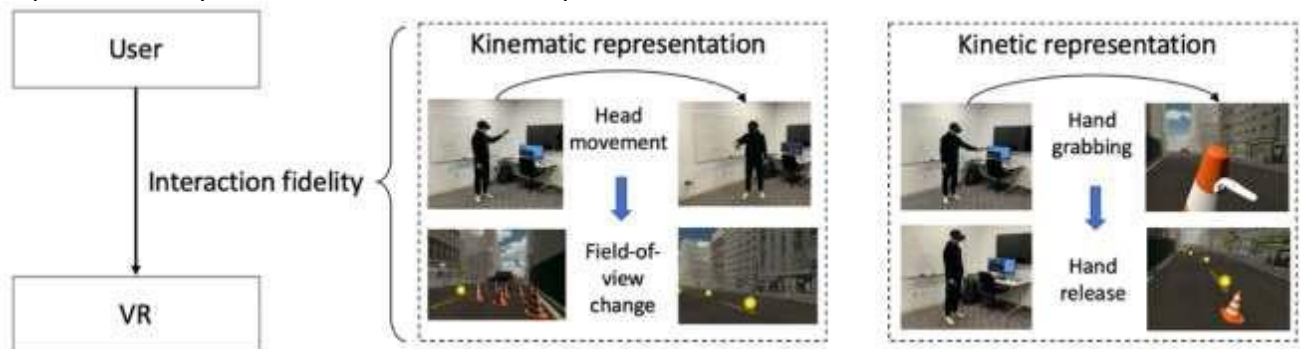 User
Interaction fidelity
VR
Kinematic representation
Head
movement
Field-of-
view
change
Kinetic representation
Hand
grabbing
Hand
release